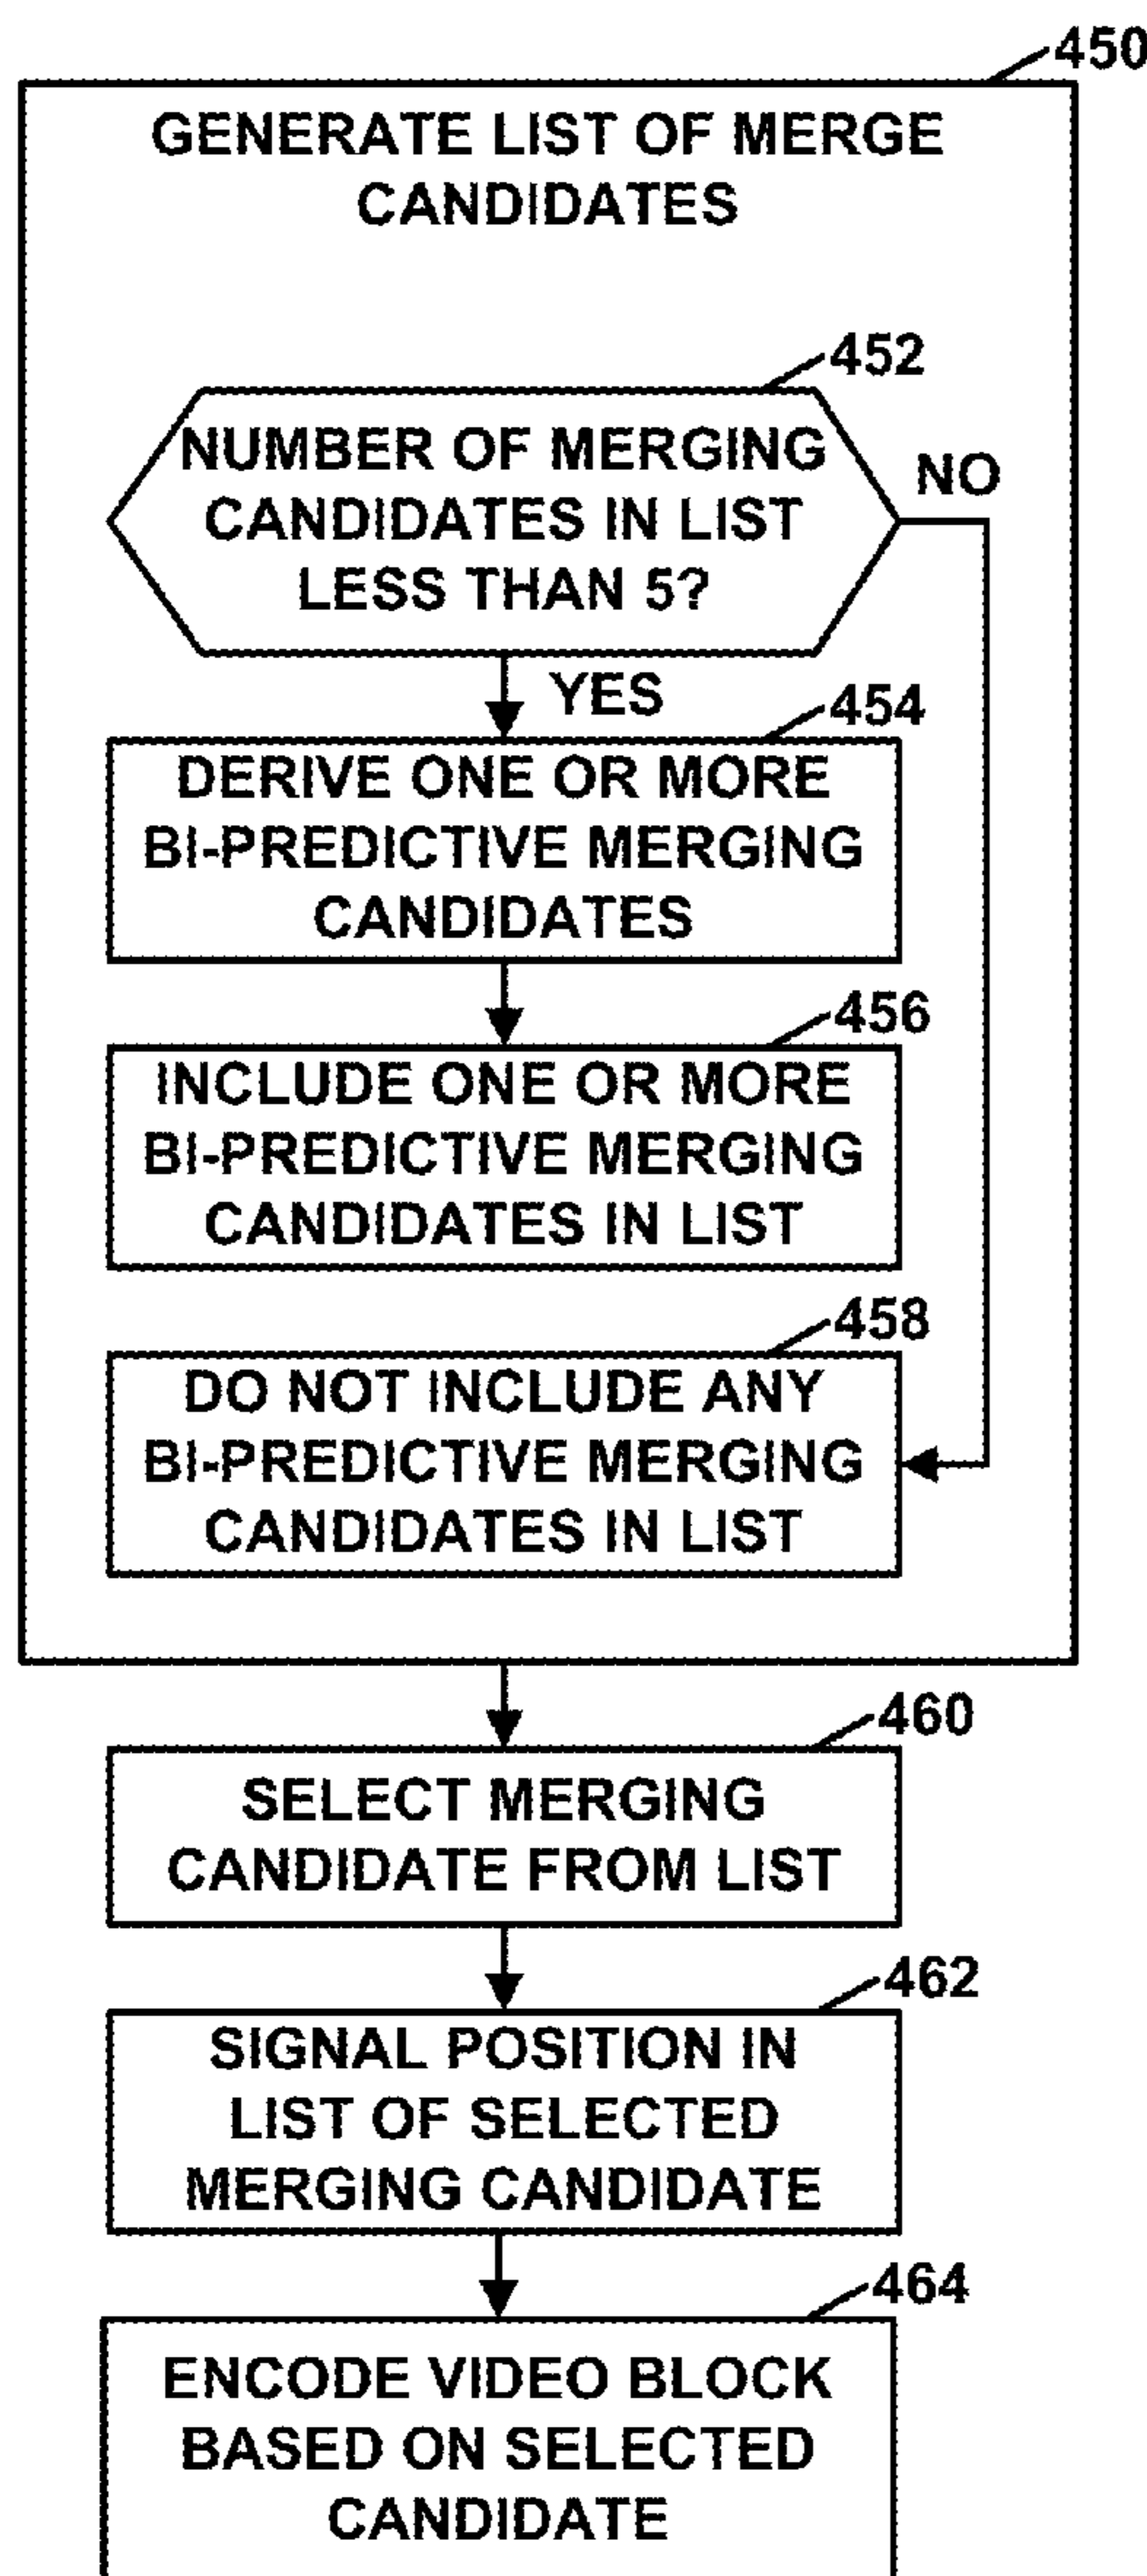 450
GENERATE LIST OF MERGE
CANDIDATES
452
NUMBER OF MERGING
CANDIDATES IN LIST
LESS THAN 5?
NO
YES
454
DERIVE ONE OR MORE
BI-PREDICTIVE MERGING
CANDIDATES
456
INCLUDE ONE OR MORE
BI-PREDICTIVE MERGING
CANDIDATES IN LIST
458
DO NOT INCLUDE ANY
BI-PREDICTIVE MERGING
CANDIDATES IN LIST
460
SELECT MERGING
CANDIDATE FROM LIST
462
SIGNAL POSITION IN
LIST OF SELECTED
MERGING CANDIDATE
464
ENCODE VIDEO BLOCK
BASED ON SELECTED
CANDIDATE